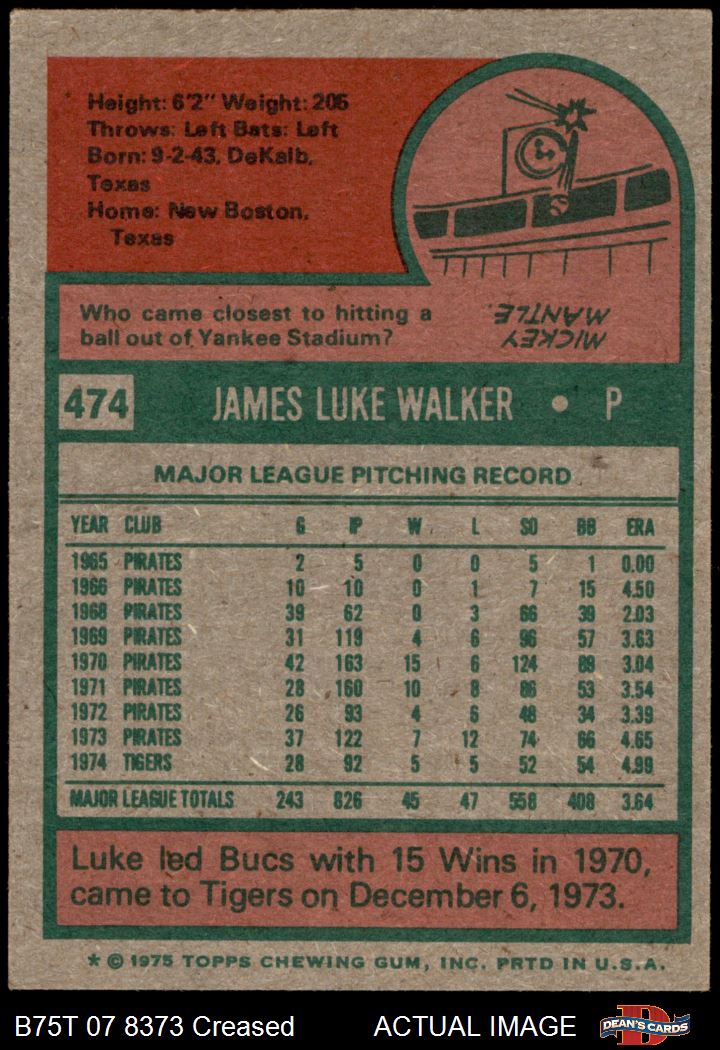 Height: 6'2" Weight: 205
Throws: Left Bats: Left
Born: 9-2-43, DeKalb,
Texas
Home: New Boston,
Texas
Who came closest to hitting a
ball out of Yankee Stadium?
MICKEY
MANTLE.
474 JAMES LUKE WALKER • P
MAJOR LEAGUE PITCHING RECORD
YEAR CLUB G IP W L SO BB ERA
1965 PIRATES 2 5 0 0 5 1 0.00
1966 PIRATES 10 10 0 1 7 15 4.50
1968 PIRATES 39 62 0 3 66 39 2.03
1969 PIRATES 31 119 4 6 96 57 3.63
1970 PIRATES 42 163 15 6 124 89 3.04
1971 PIRATES 28 160 10 8 86 53 3.54
1972 PIRATES 26 93 4 6 48 34 3.39
1973 PIRATES 37 122 7 12 74 66 4.65
1974 TIGERS 28 92 5 5 52 54 4.99
MAJOR LEAGUE TOTALS 243 826 45 47 558 408 3.64
Luke led Bucs with 15 Wins in 1970,
came to Tigers on December 6, 1973.
* © 1975 TOPPS CHEWING GUM, INC. PRTD IN U.S.A.
B75T 07 8373 Creased ACTUAL IMAGE
DEAN'S CARDS